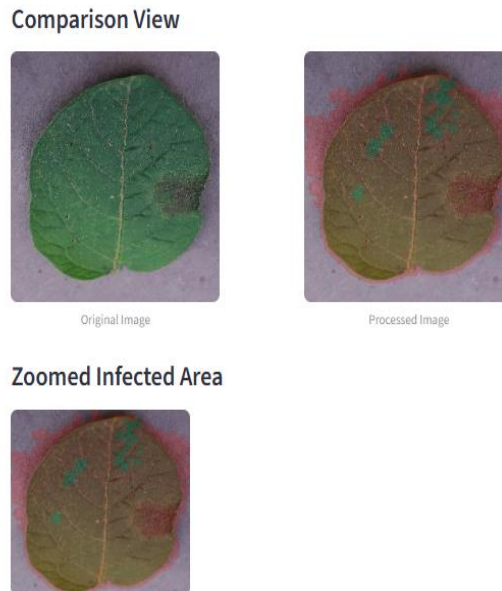 Comparison View
Original Image
Processed Image
Zoomed Infected Area